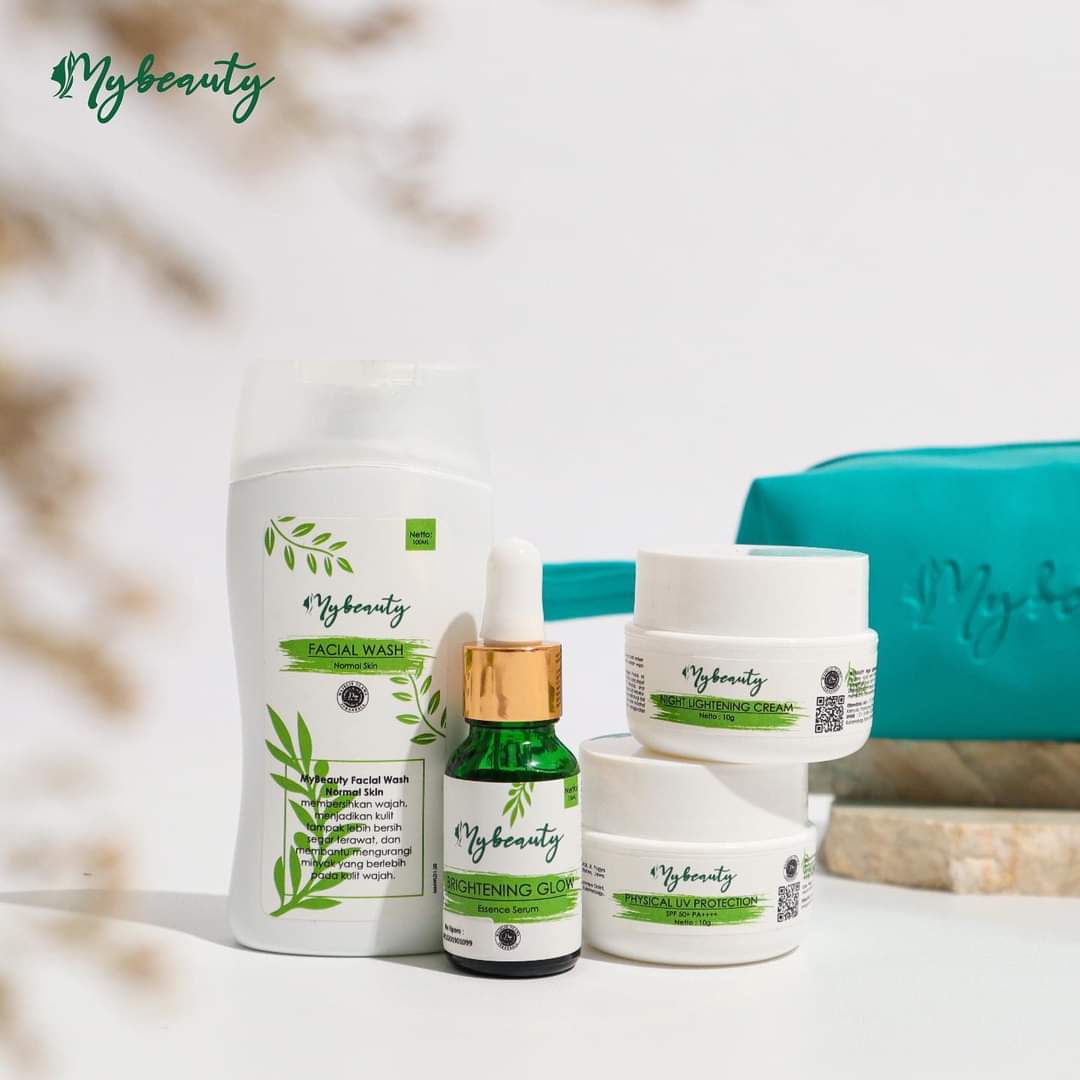 Mybeauty
Netto:
100ML
Mybeauty
FACIAL WASH
Normal Skin
MyBeauty Facial Wash
Normal Skin
membersihkan wajah,
menjadikan kulit
tampak lebih bersih
segar terawat, dan
membantu mengurangi
minyak yang berlebih
pada kulit wajah.
Mybeauty
BRIGHTENING GLOW
Essence Serum
Mybeauty
NIGHT LIGHTENING CREAM
Netto : 10g
Mybeauty
PHYSICAL UV PROTECTION
SPF 50+ PA++++
Netto : 10g